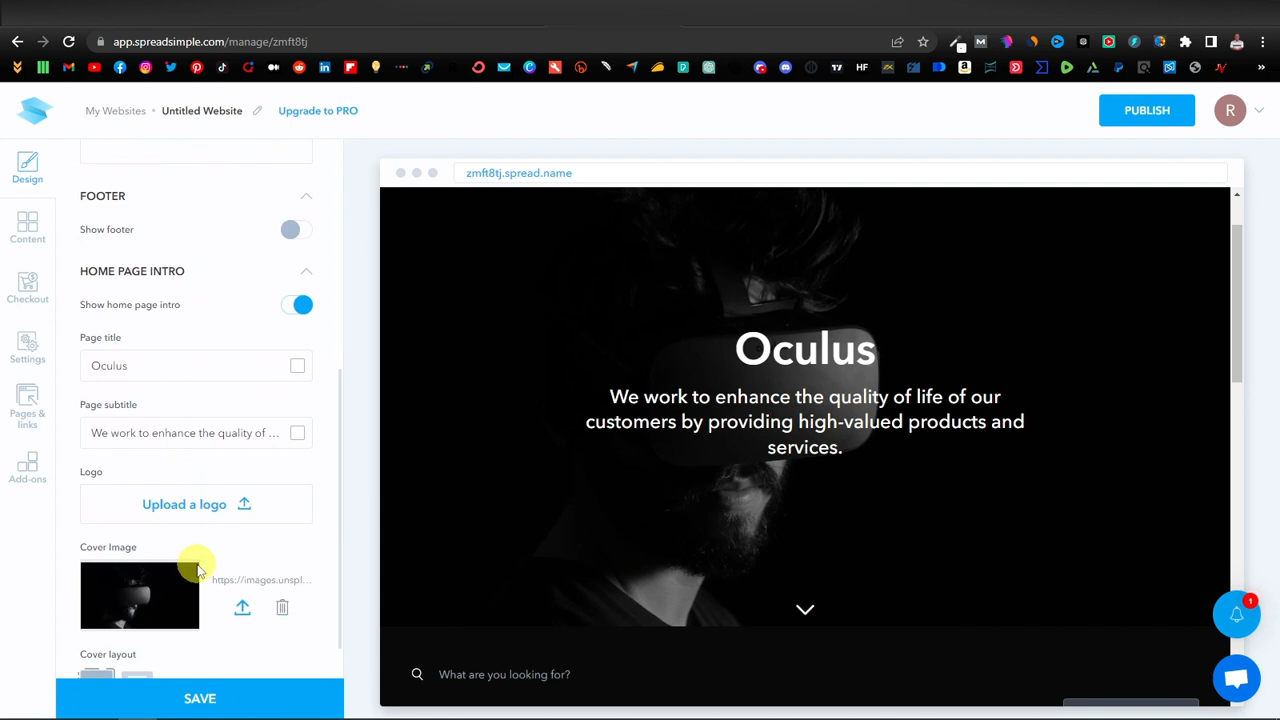 app.spreadsimple.com/manage/zmft8tj
HF
My Websites • Untitled Website
Upgrade to PRO
PUBLISH
R
Design
Content
Checkout
Settings
Pages &
links
Add-ons
FOOTER
Show footer
HOME PAGE INTRO
Show home page intro
Page title
Oculus
Page subtitle
We work to enhance the quality of ...
Logo
Upload a logo
Cover Image
https://images.unspl...
Cover layout
SAVE
zmft8tj.spread.name
Oculus
We work to enhance the quality of life of our
customers by providing high-valued products and
services.
What are you looking for?
1